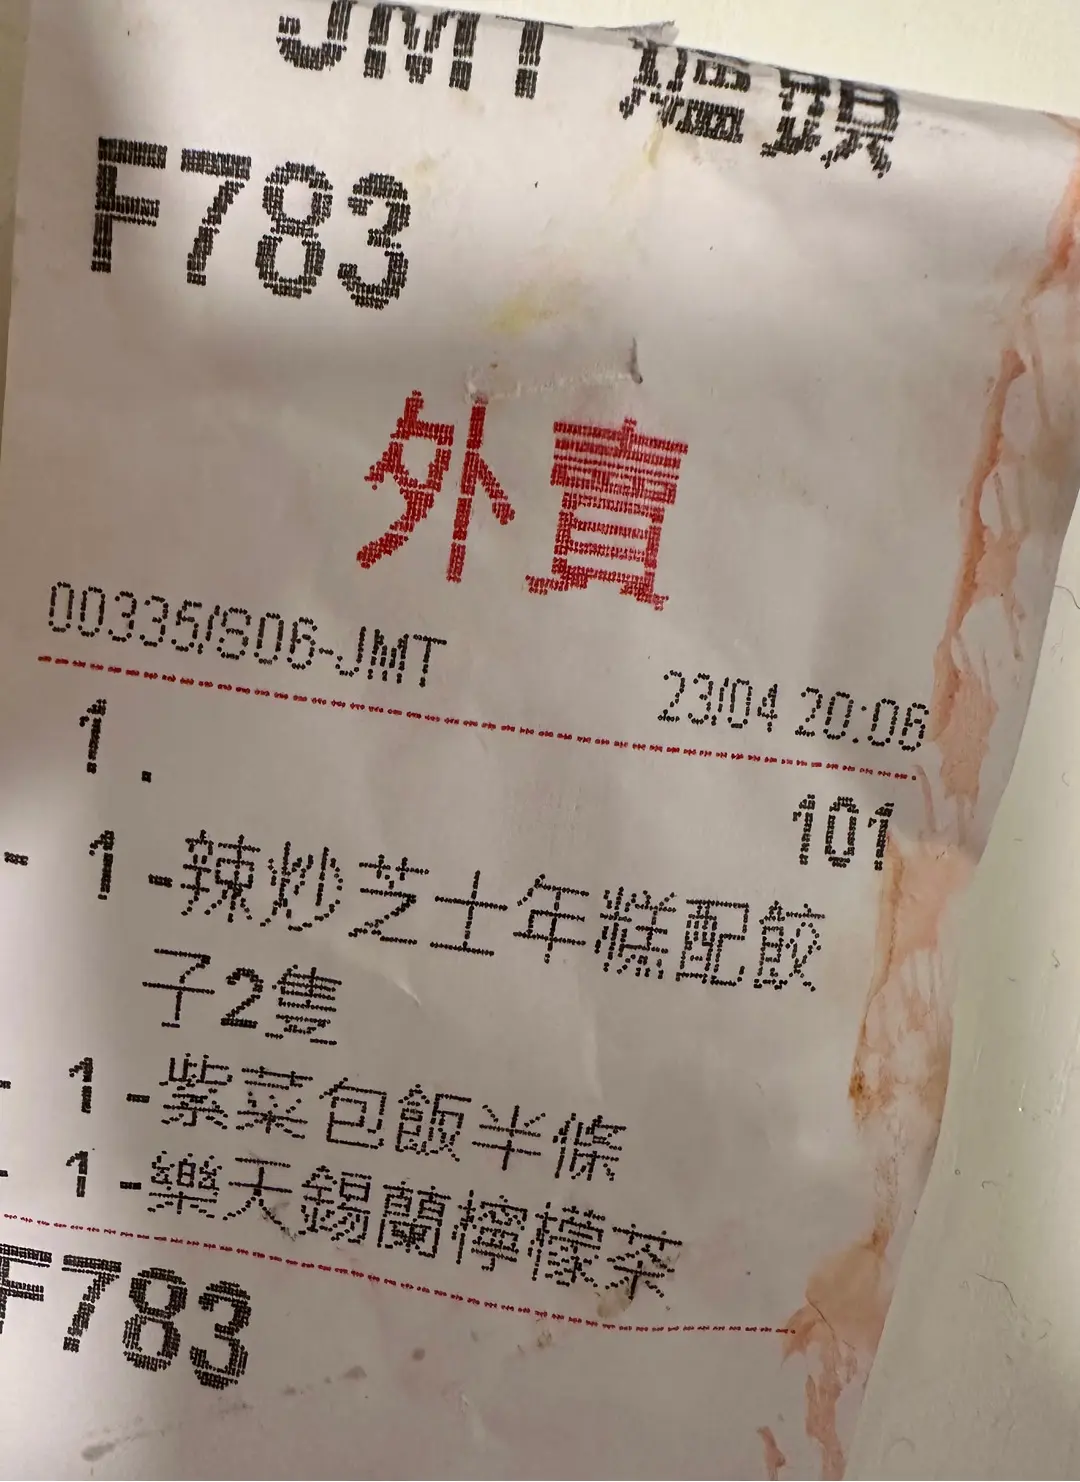 JMT
F783
外賣
00335/S06-JMT
23/04 20:06
1.
101
- 1 -辣炒芝士年糕配餃
子2隻
- 1 -紫菜包飯半條
- 1 -樂天錫蘭檸檬茶
F783